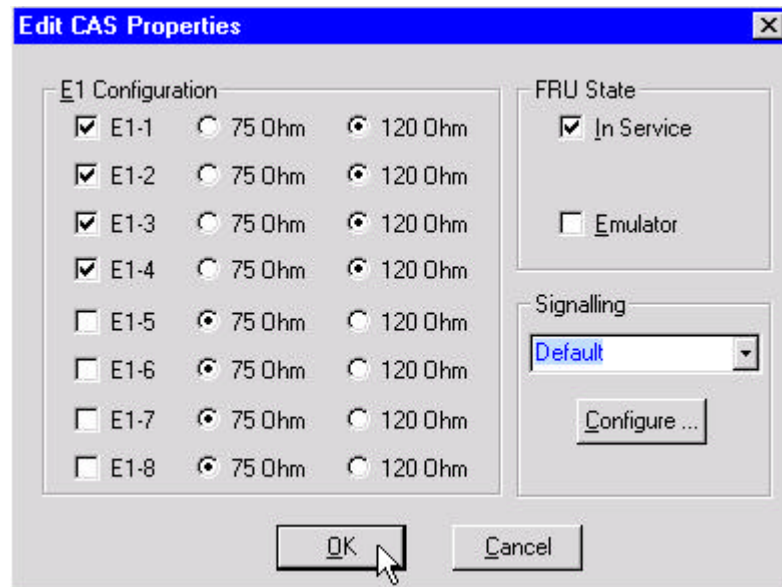 Edit CAS Properties
E1 Configuration
E1-1 75 Ohm 120 Ohm
E1-2 75 Ohm 120 Ohm
E1-3 75 Ohm 120 Ohm
E1-4 75 Ohm 120 Ohm
E1-5 75 Ohm 120 Ohm
E1-6 75 Ohm 120 Ohm
E1-7 75 Ohm 120 Ohm
E1-8 75 Ohm 120 Ohm
FRU State
In Service
Emulator
Signalling
Default
Configure ...
OK
Cancel